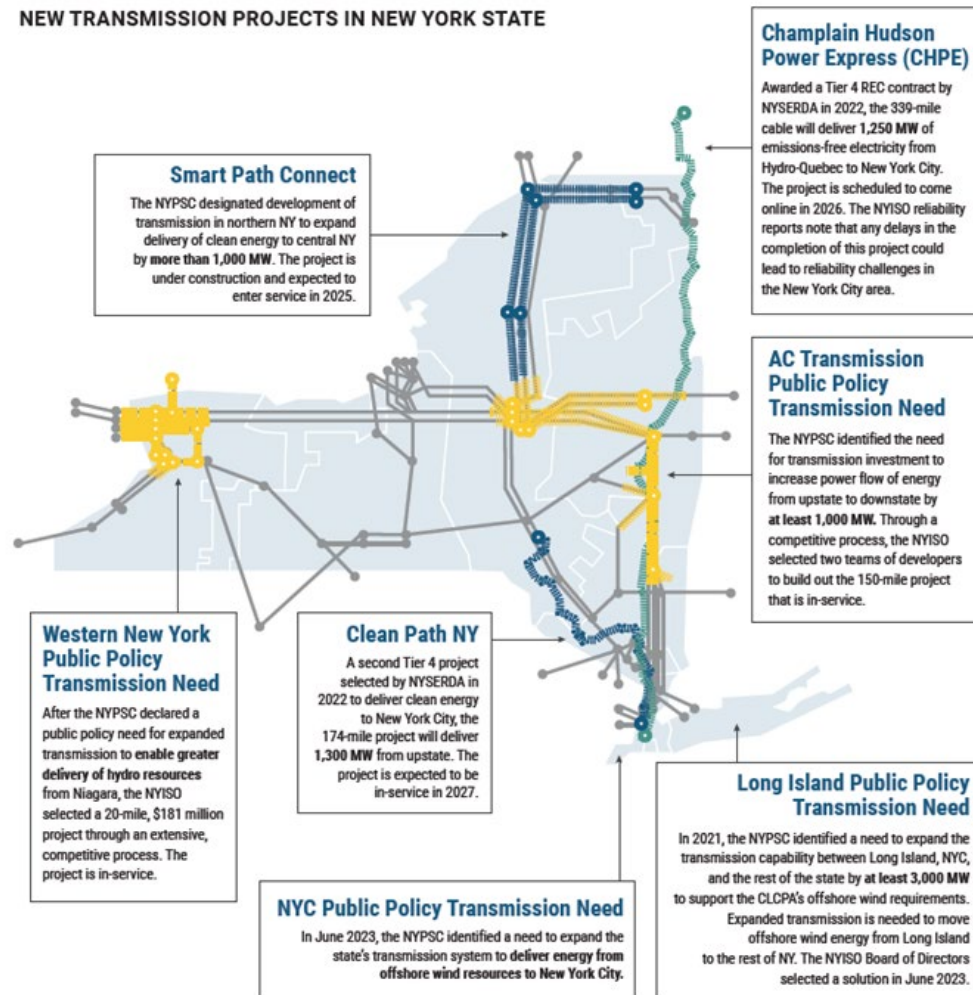 NEW TRANSMISSION PROJECTS IN NEW YORK STATE
Champlain Hudson
Power Express (CHPE)
Awarded a Tier 4 REC contract by
NYSERDA in 2022, the 339-mile
cable will deliver 1,250 MW of
emissions-free electricity from
Hydro-Quebec to New York City.
The project is scheduled to come
online in 2026. The NYISO reliability
reports note that any delays in the
completion of this project could
lead to reliability challenges in
the New York City area.
Smart Path Connect
The NYPSC designated development of
transmission in northern NY to expand
delivery of clean energy to central NY
by more than 1,000 MW. The project is
under construction and expected to
enter service in 2025.
AC Transmission
Public Policy
Transmission Need
The NYPSC identified the need
for transmission investment to
increase power flow of energy
from upstate to downstate by
at least 1,000 MW. Through a
competitive process, the NYISO
selected two teams of developers
to build out the 150-mile project
that is in-service.
Western New York
Public Policy
Transmission Need
After the NYPSC declared a
public policy need for expanded
transmission to enable greater
delivery of hydro resources
from Niagara, the NYISO
selected a 20-mile, $181 million
project through an extensive,
competitive process. The
project is in-service.
Clean Path NY
A second Tier 4 project
selected by NYSERDA in
2022 to deliver clean energy
to New York City, the
174-mile project will deliver
1,300 MW from upstate. The
project is expected to be
in-service in 2027.
Long Island Public Policy
Transmission Need
In 2021, the NYPSC identified a need to expand the
transmission capability between Long Island, NYC,
and the rest of the state by at least 3,000 MW
to support the CLCPA's offshore wind requirements.
Expanded transmission is needed to move
offshore wind energy from Long Island
to the rest of NY. The NYISO Board of Directors
selected a solution in June 2023.
NYC Public Policy Transmission Need
In June 2023, the NYPSC identified a need to expand the
state's transmission system to deliver energy from
offshore wind resources to New York City.